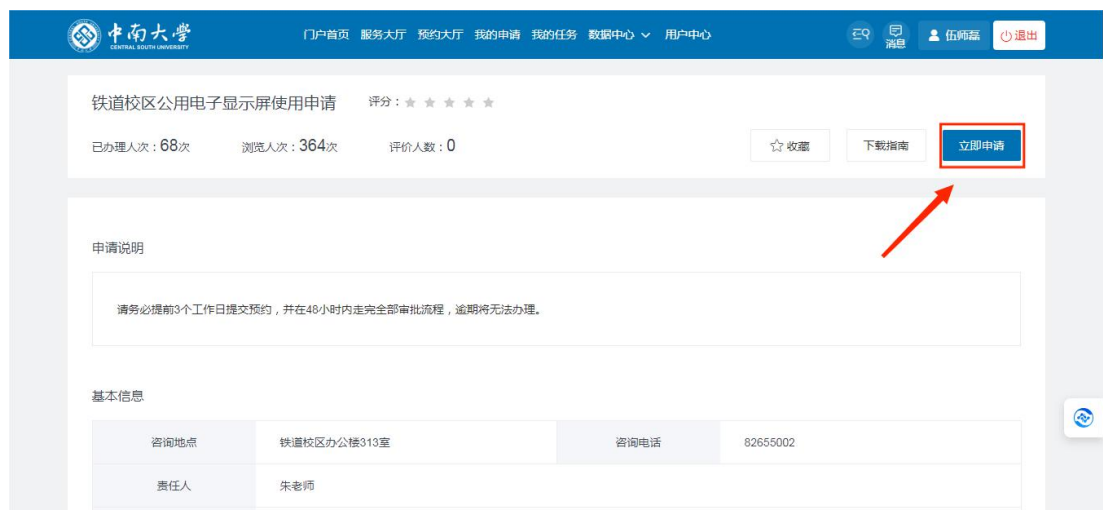 中南大学
CENTRAL SOUTH UNIVERSITY
门户首页 服务大厅 预约大厅 我的申请 我的任务 数据中心 用户中心
消息
伍师磊 退出
铁道校区公用电子显示屏使用申请 评分：
已办理人次：68次 浏览人次：364次 评价人数：0
收藏 下载指南 立即申请
申请说明
请务必提前3个工作日提交预约，并在48小时内走完全部审批流程，逾期将无法办理。
基本信息
咨询地点 铁道校区办公楼313室 咨询电话 82655002
责任人 朱老师